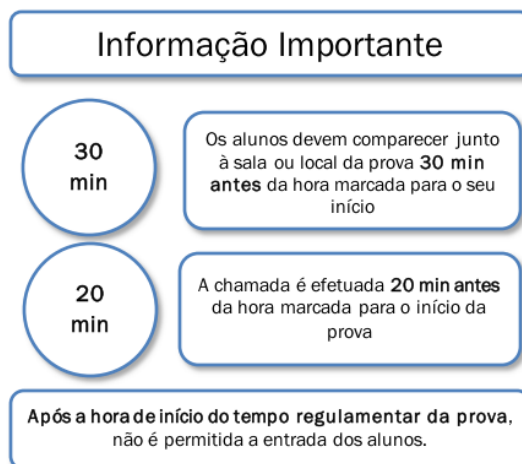 Informação Importante
30
min
Os alunos devem comparecer junto
à sala ou local da prova 30 min
antes da hora marcada para o seu
início
20
min
A chamada é efetuada 20 min antes
da hora marcada para o início da
prova
Após a hora de início do tempo regulamentar da prova,
não é permitida a entrada dos alunos.